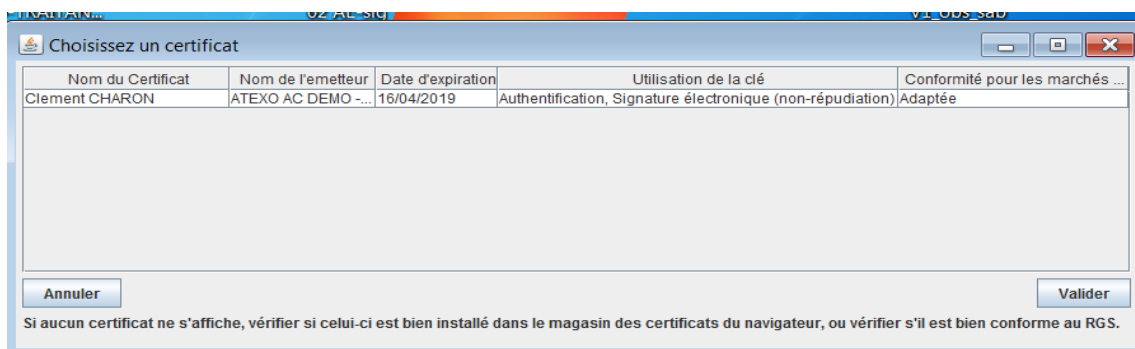 Choisissez un certificat
Nom du Certificat Nom de l'emetteur Date d'expiration Utilisation de la clé Conformité pour les marchés ...
Clement CHARON ATEXO AC DEMO -... 16/04/2019 Authentification, Signature électronique (non-répudiation) Adaptée
Annuler Valider
Si aucun certificat ne s'affiche, vérifier si celui-ci est bien installé dans le magasin des certificats du navigateur, ou vérifier s'il est bien conforme au RGS.